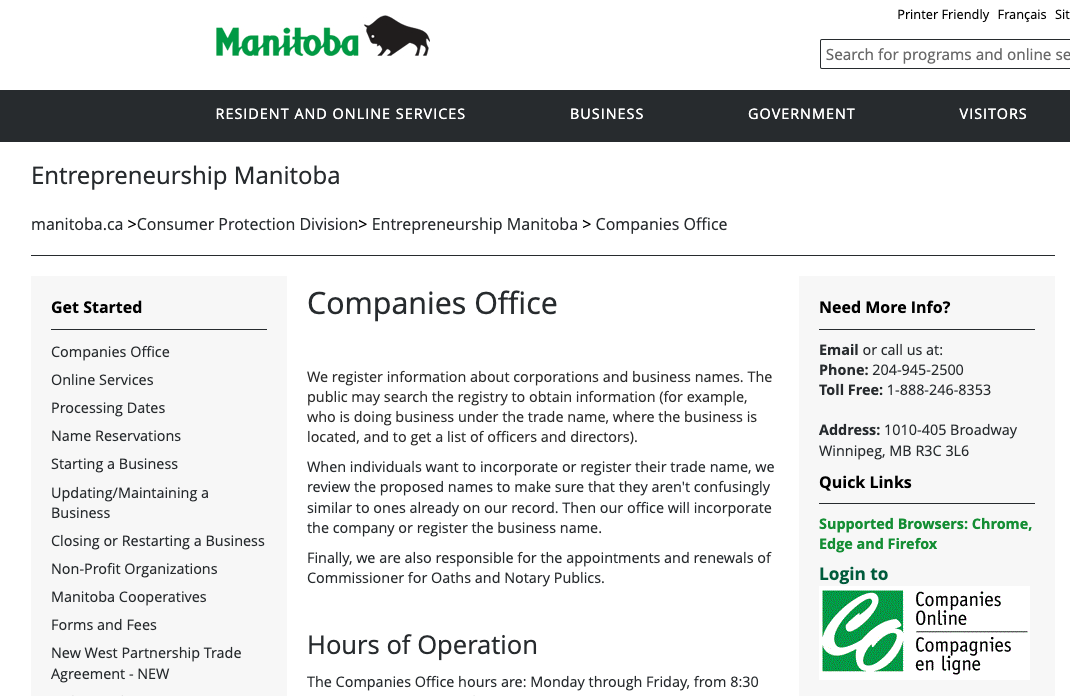 Printer Friendly Français
Manitoba
Search for programs and online
RESIDENT AND ONLINE SERVICES BUSINESS GOVERNMENT VISITORS
Entrepreneurship Manitoba
manitoba.ca >Consumer Protection Division> Entrepreneurship Manitoba > Companies Office
Get Started
Companies Office
Online Services
Processing Dates
Name Reservations
Starting a Business
Updating/Maintaining a
Business
Closing or Restarting a Business
Non-Profit Organizations
Manitoba Cooperatives
Forms and Fees
New West Partnership Trade
Agreement - NEW
Companies Office
We register information about corporations and business names. The
public may search the registry to obtain information (for example,
who is doing business under the trade name, where the business is
located, and to get a list of officers and directors).
When individuals want to incorporate or register their trade name, we
review the proposed names to make sure that they aren't confusingly
similar to ones already on our record. Then our office will incorporate
the company or register the business name.
Finally, we are also responsible for the appointments and renewals of
Commissioner for Oaths and Notary Publics.
Hours of Operation
The Companies Office hours are: Monday through Friday, from 8:30
Need More Info?
Email or call us at:
Phone: 204-945-2500
Toll Free: 1-888-246-8353
Address: 1010-405 Broadway
Winnipeg, MB R3C 3L6
Quick Links
Supported Browsers: Chrome,
Edge and Firefox
Login to
CO
Companies
Online
Compagnies
en ligne